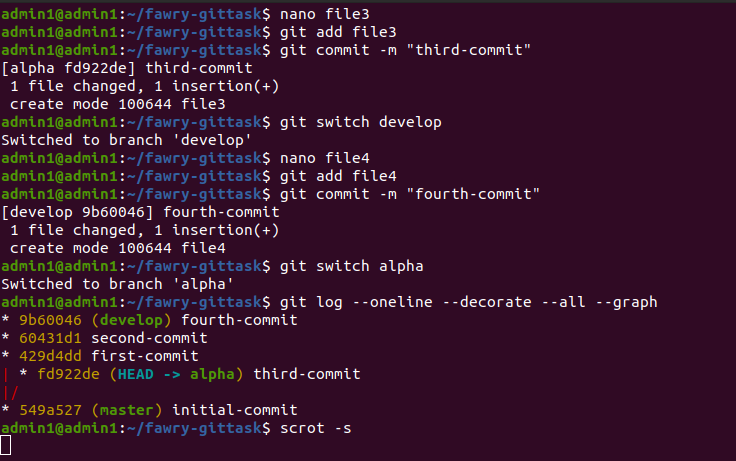 admin1@admin1:~/fawry-gittask$ nano file3
admin1@admin1:~/fawry-gittask$ git add file3
admin1@admin1:~/fawry-gittask$ git commit -m "third-commit"
[alpha fd922de] third-commit
 1 file changed, 1 insertion(+)
 create mode 100644 file3
admin1@admin1:~/fawry-gittask$ git switch develop
Switched to branch 'develop'
admin1@admin1:~/fawry-gittask$ nano file4
admin1@admin1:~/fawry-gittask$ git add file4
admin1@admin1:~/fawry-gittask$ git commit -m "fourth-commit"
[develop 9b60046] fourth-commit
 1 file changed, 1 insertion(+)
 create mode 100644 file4
admin1@admin1:~/fawry-gittask$ git switch alpha
Switched to branch 'alpha'
admin1@admin1:~/fawry-gittask$ git log --oneline --decorate --all --graph
* 9b60046 (develop) fourth-commit
* 60431d1 second-commit
* 429d4dd first-commit
| * fd922de (HEAD -> alpha) third-commit
|/
* 549a527 (master) initial-commit
admin1@admin1:~/fawry-gittask$ scrot -s